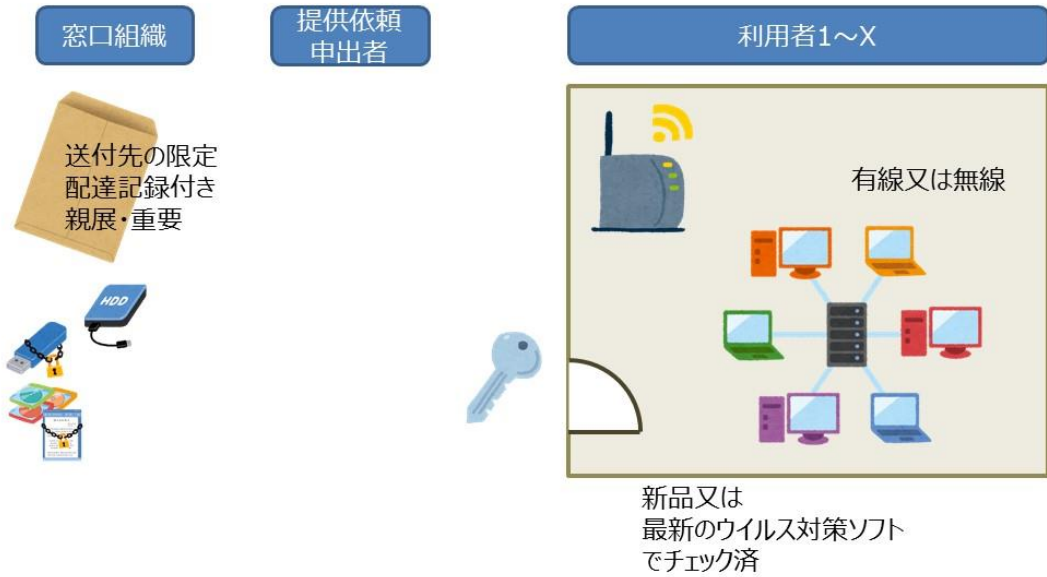 窓口組織
提供依頼
申出者
利用者1～X
送付先の限定
配達記録付き
親展・重要
HDD
有線又は無線
新品又は
最新のウイルス対策ソフト
でチェック済